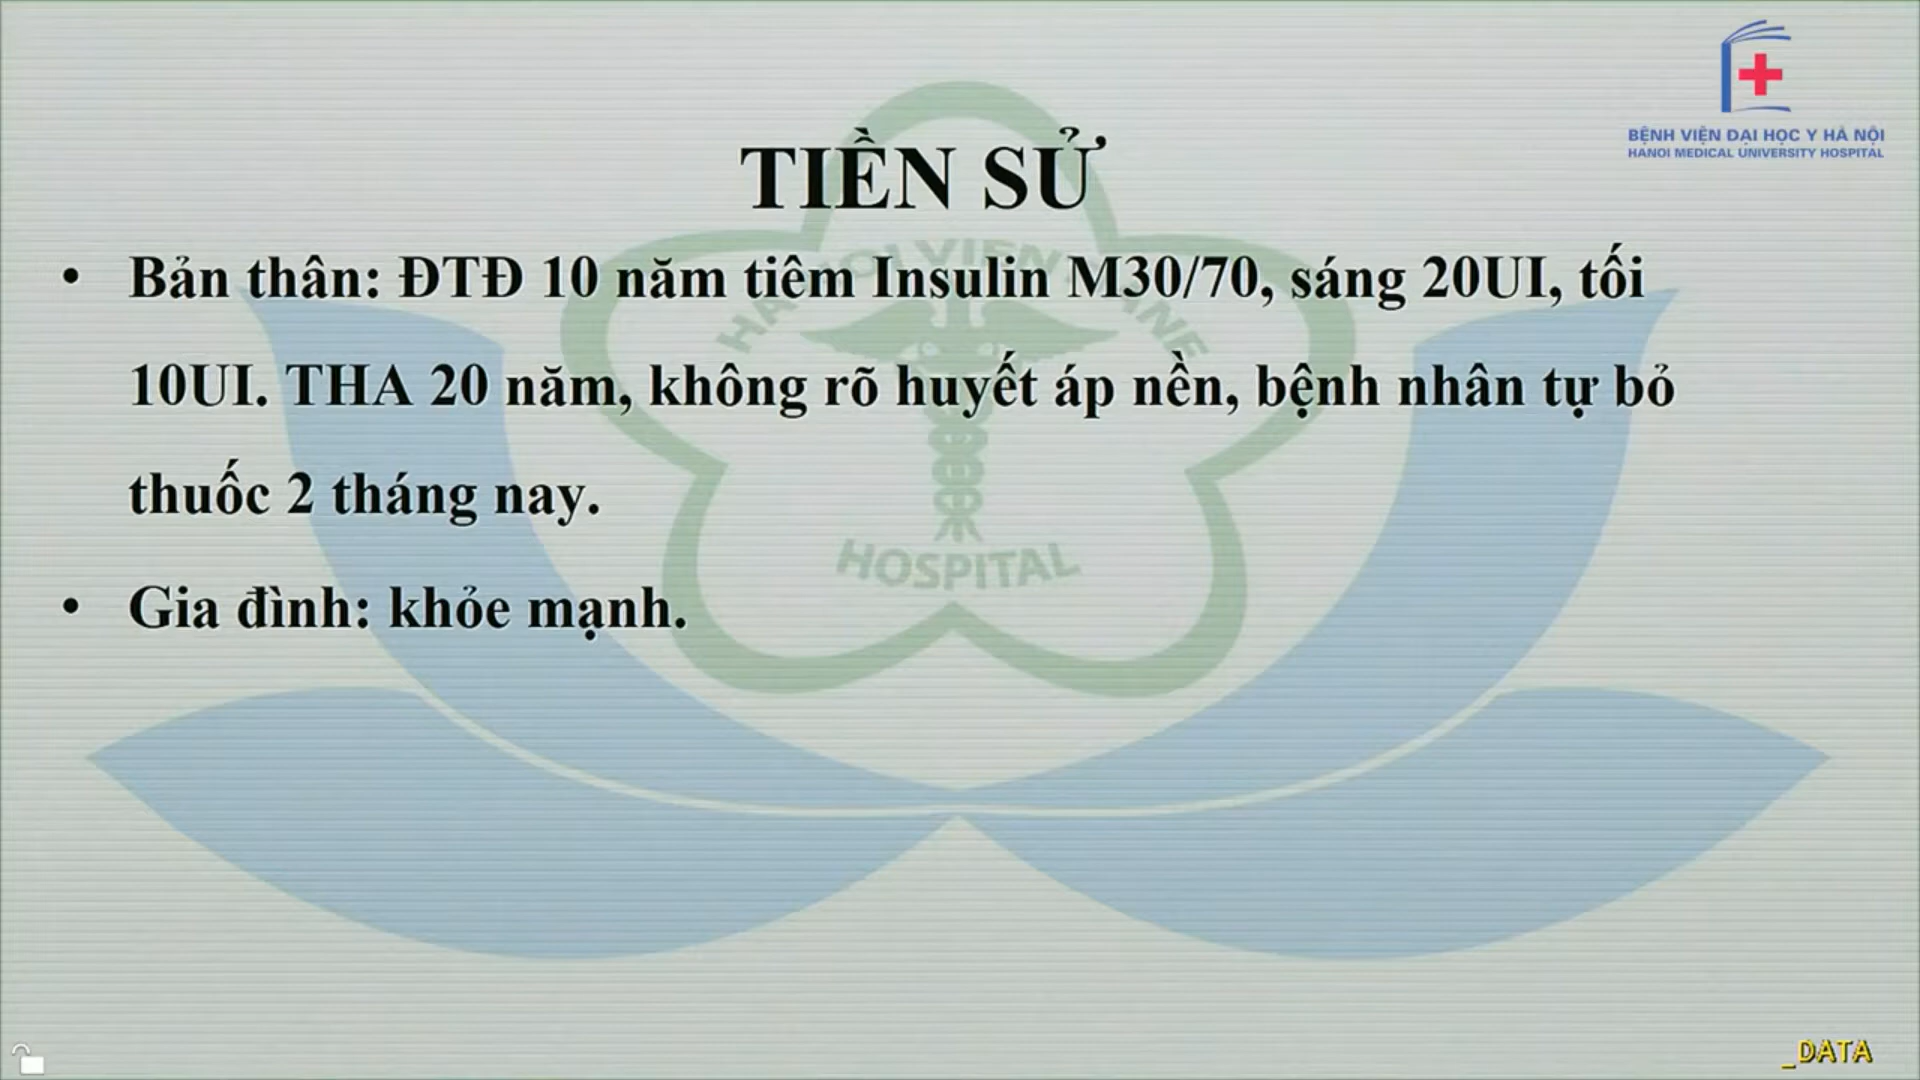 BỆNH VIỆN ĐẠI HỌC Y HÀ NỘI
HANOI MEDICAL UNIVERSITY HOSPITAL
TIỀN SỬ
• Bản thân: ĐTĐ 10 năm tiêm Insulin M30/70, sáng 20UI, tối
10UI. THA 20 năm, không rõ huyết áp nền, bệnh nhân tự bỏ
thuốc 2 tháng nay.
HOSPITAL
• Gia đình: khỏe mạnh.
_DATA